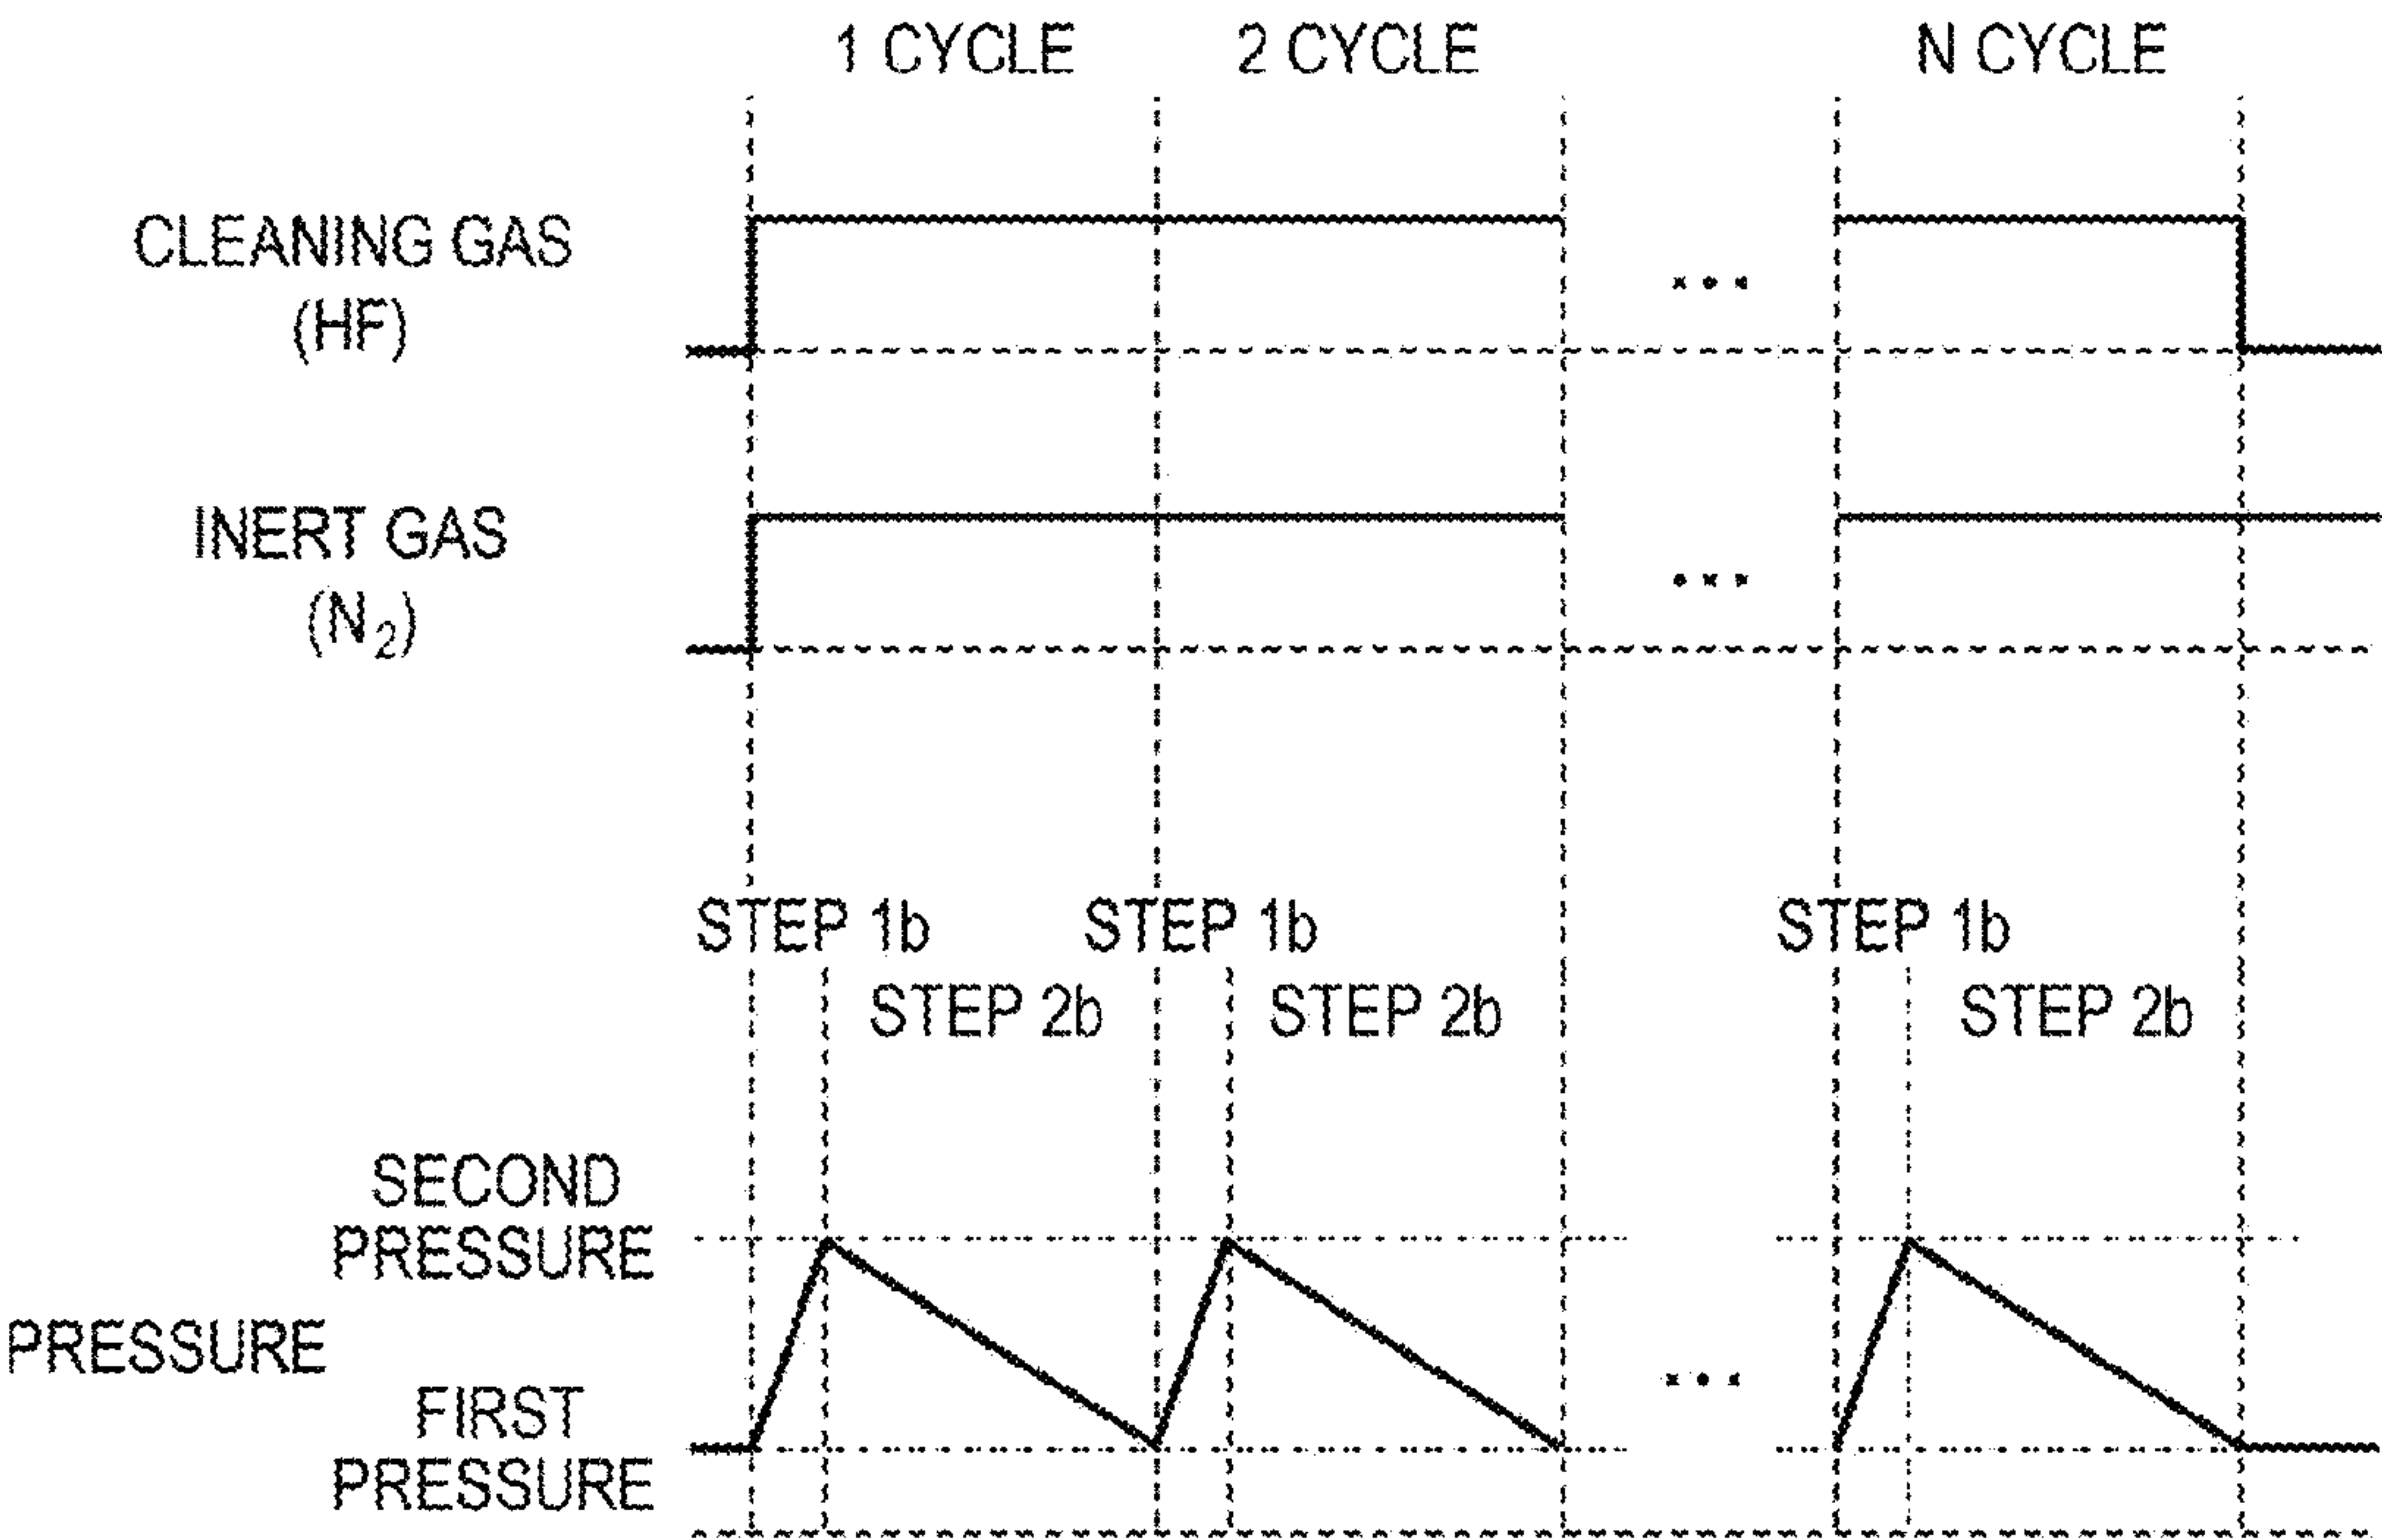 1 CYCLE 2 CYCLE N CYCLE
CLEANING GAS
(HF)
INERT GAS
(N2)
STEP 1b STEP 1b STEP 1b
STEP 2b STEP 2b STEP 2b
SECOND
PRESSURE
PRESSURE
FIRST
PRESSURE